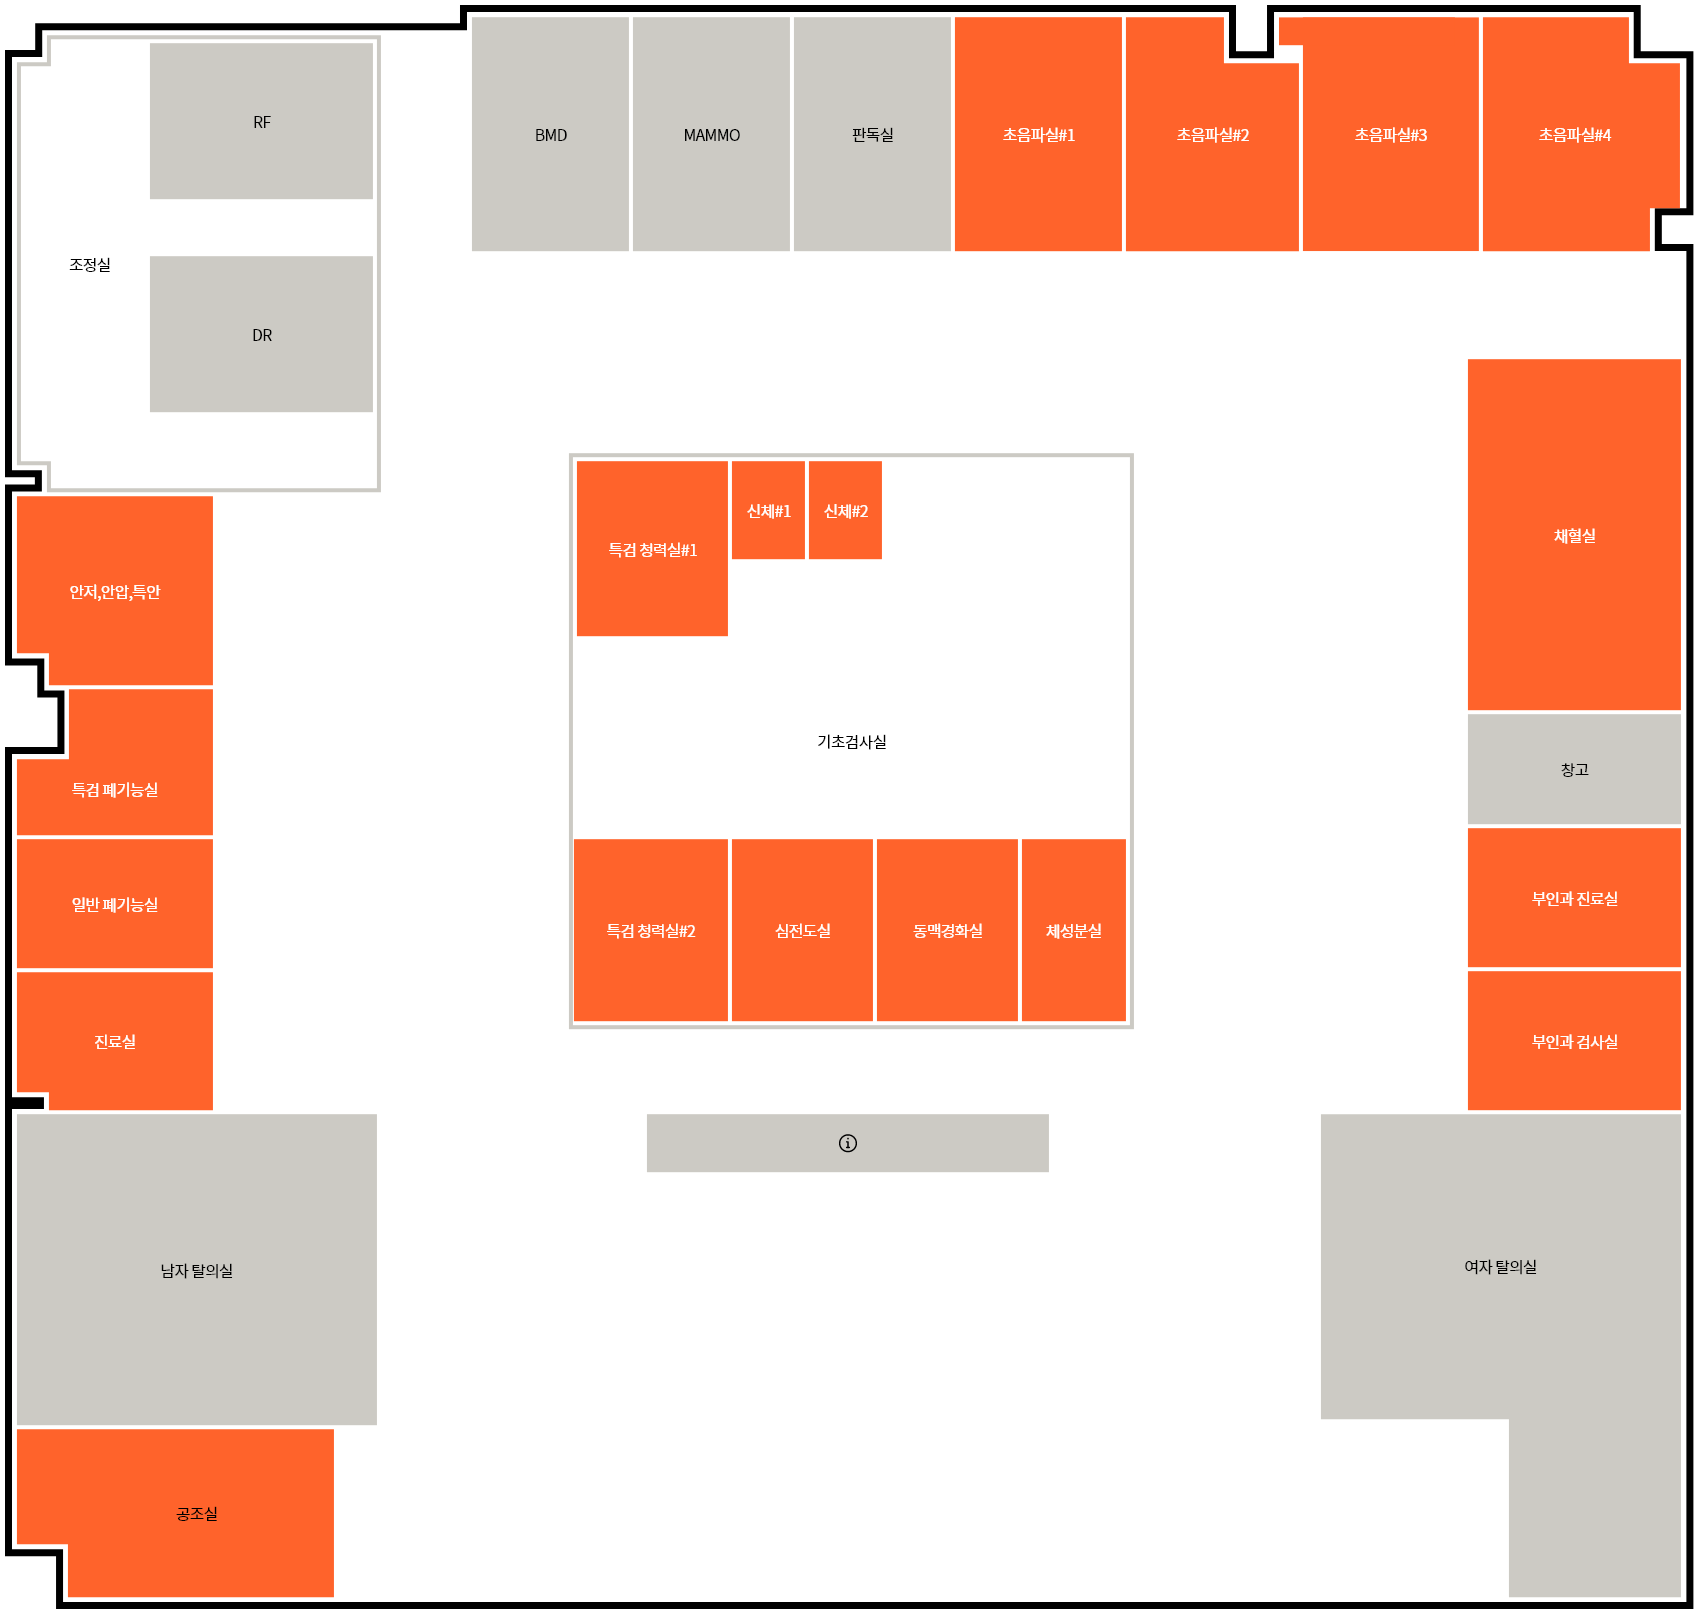 RF
BMD
MAMMO
판독실
초음파실#1
초음파실#2
초음파실#3
초음파실#4
조정실
DR
안저,안압,특안
특검 청력실#1
신체#1
신체#2
채혈실
기초검사실
특검 폐기능실
창고
일반 폐기능실
특검 청력실#2
심전도실
동맥경화실
체성분실
부인과 진료실
진료실
부인과 검사실
남자 탈의실
여자 탈의실
공조실